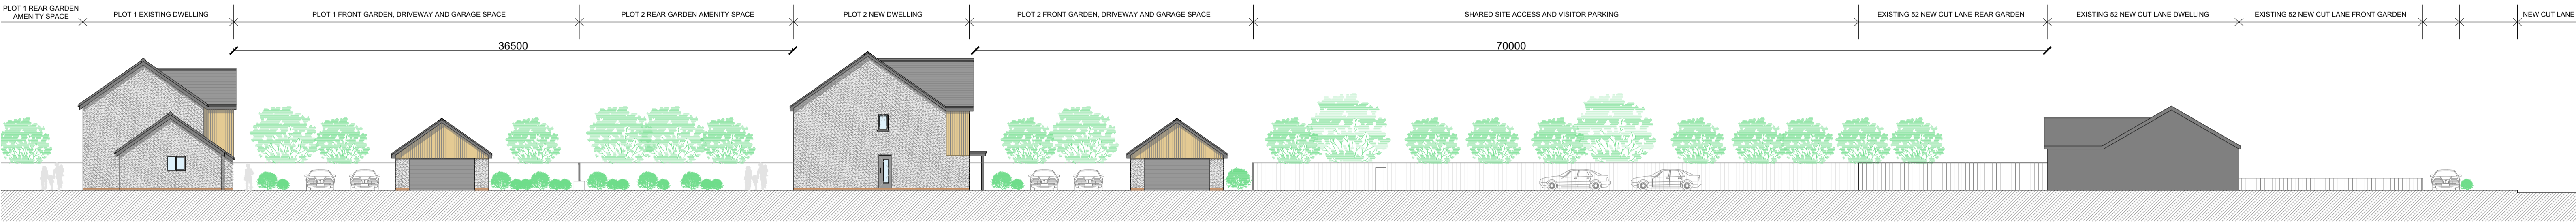 PLOT 1 REAR GARDEN
AMENITY SPACE
PLOT 1 EXISTING DWELLING
PLOT 1 FRONT GARDEN, DRIVEWAY AND GARAGE SPACE
PLOT 2 REAR GARDEN AMENITY SPACE
PLOT 2 NEW DWELLING
PLOT 2 FRONT GARDEN, DRIVEWAY AND GARAGE SPACE
SHARED SITE ACCESS AND VISITOR PARKING
EXISTING 52 NEW CUT LANE REAR GARDEN
EXISTING 52 NEW CUT LANE DWELLING
EXISTING 52 NEW CUT LANE FRONT GARDEN
NEW CUT LANE
36500
70000